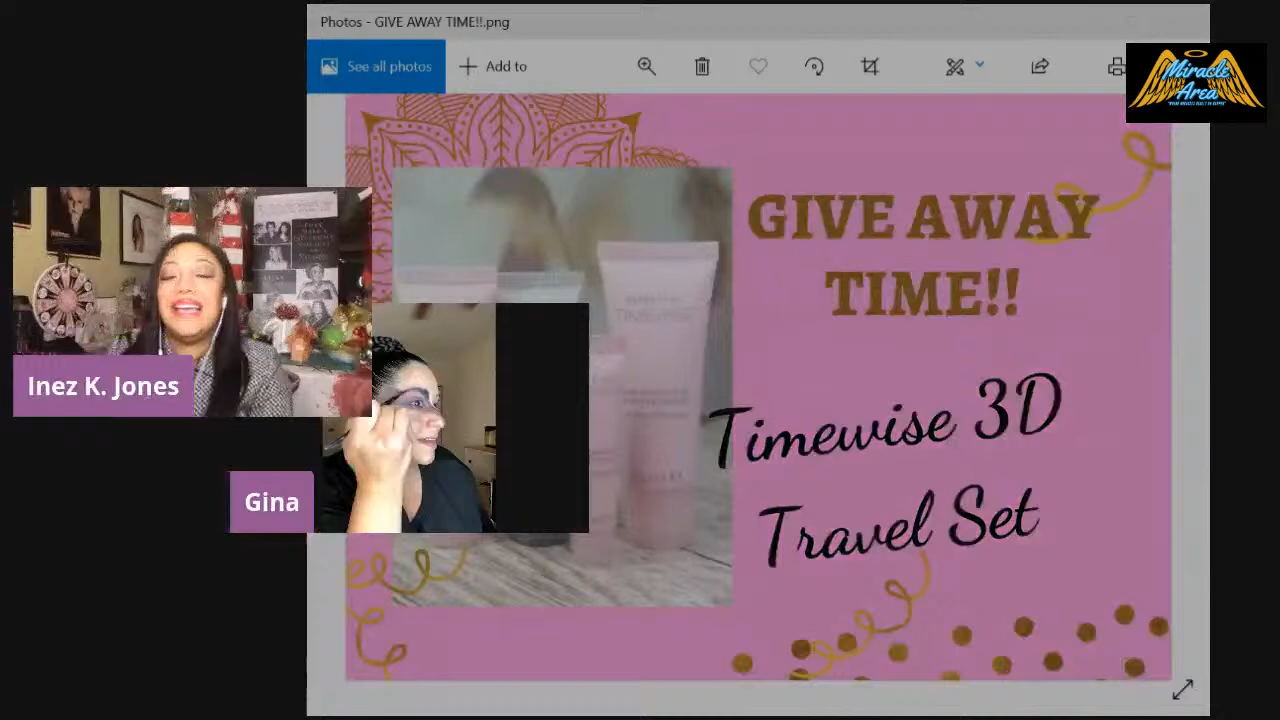 Photos - GIVE AWAY TIME!!.png
See all photos
Add to
Miracle
Area
GIVE AWAY
TIME!!
Timewise 3D
Travel Set
Inez K. Jones
Gina